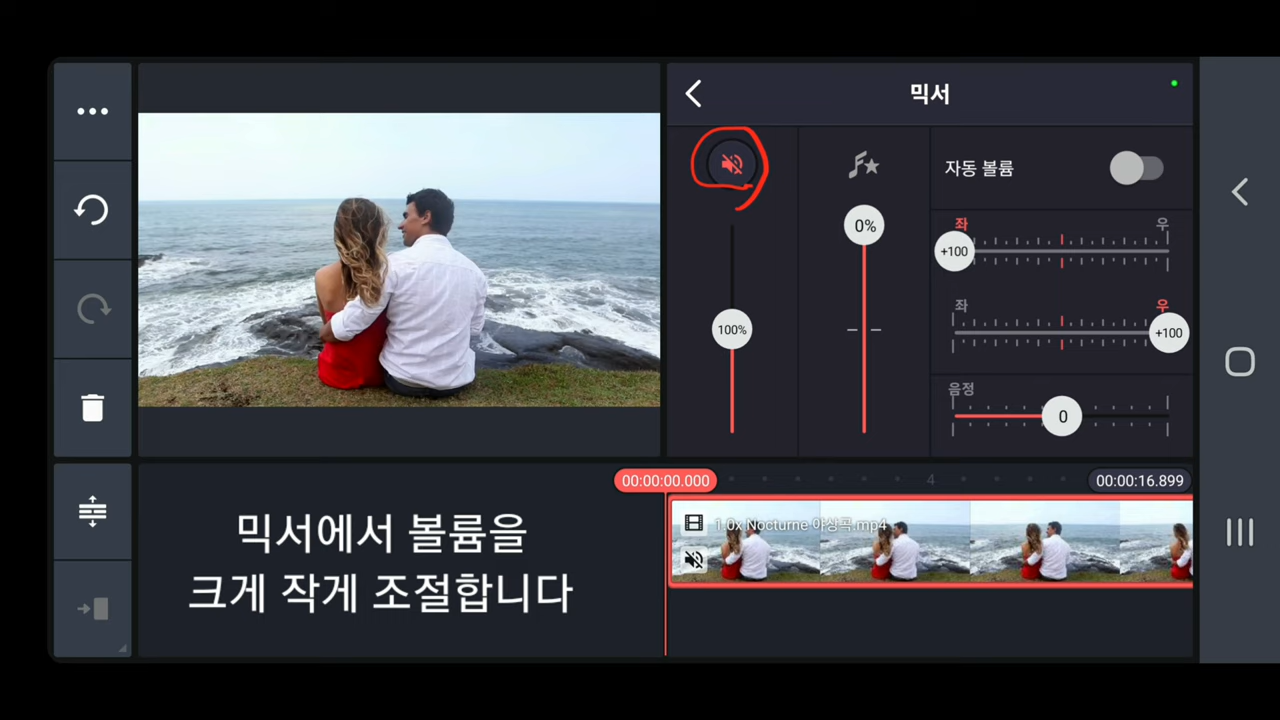 믹서
자동 볼륨
0%
100%
좌
우
+100
좌
우
+100
음정
0
00:00:00.000
4
00:00:16.899
1.0x Nocturne 야상곡.mp4
믹서에서 볼륨을
크게 작게 조절합니다